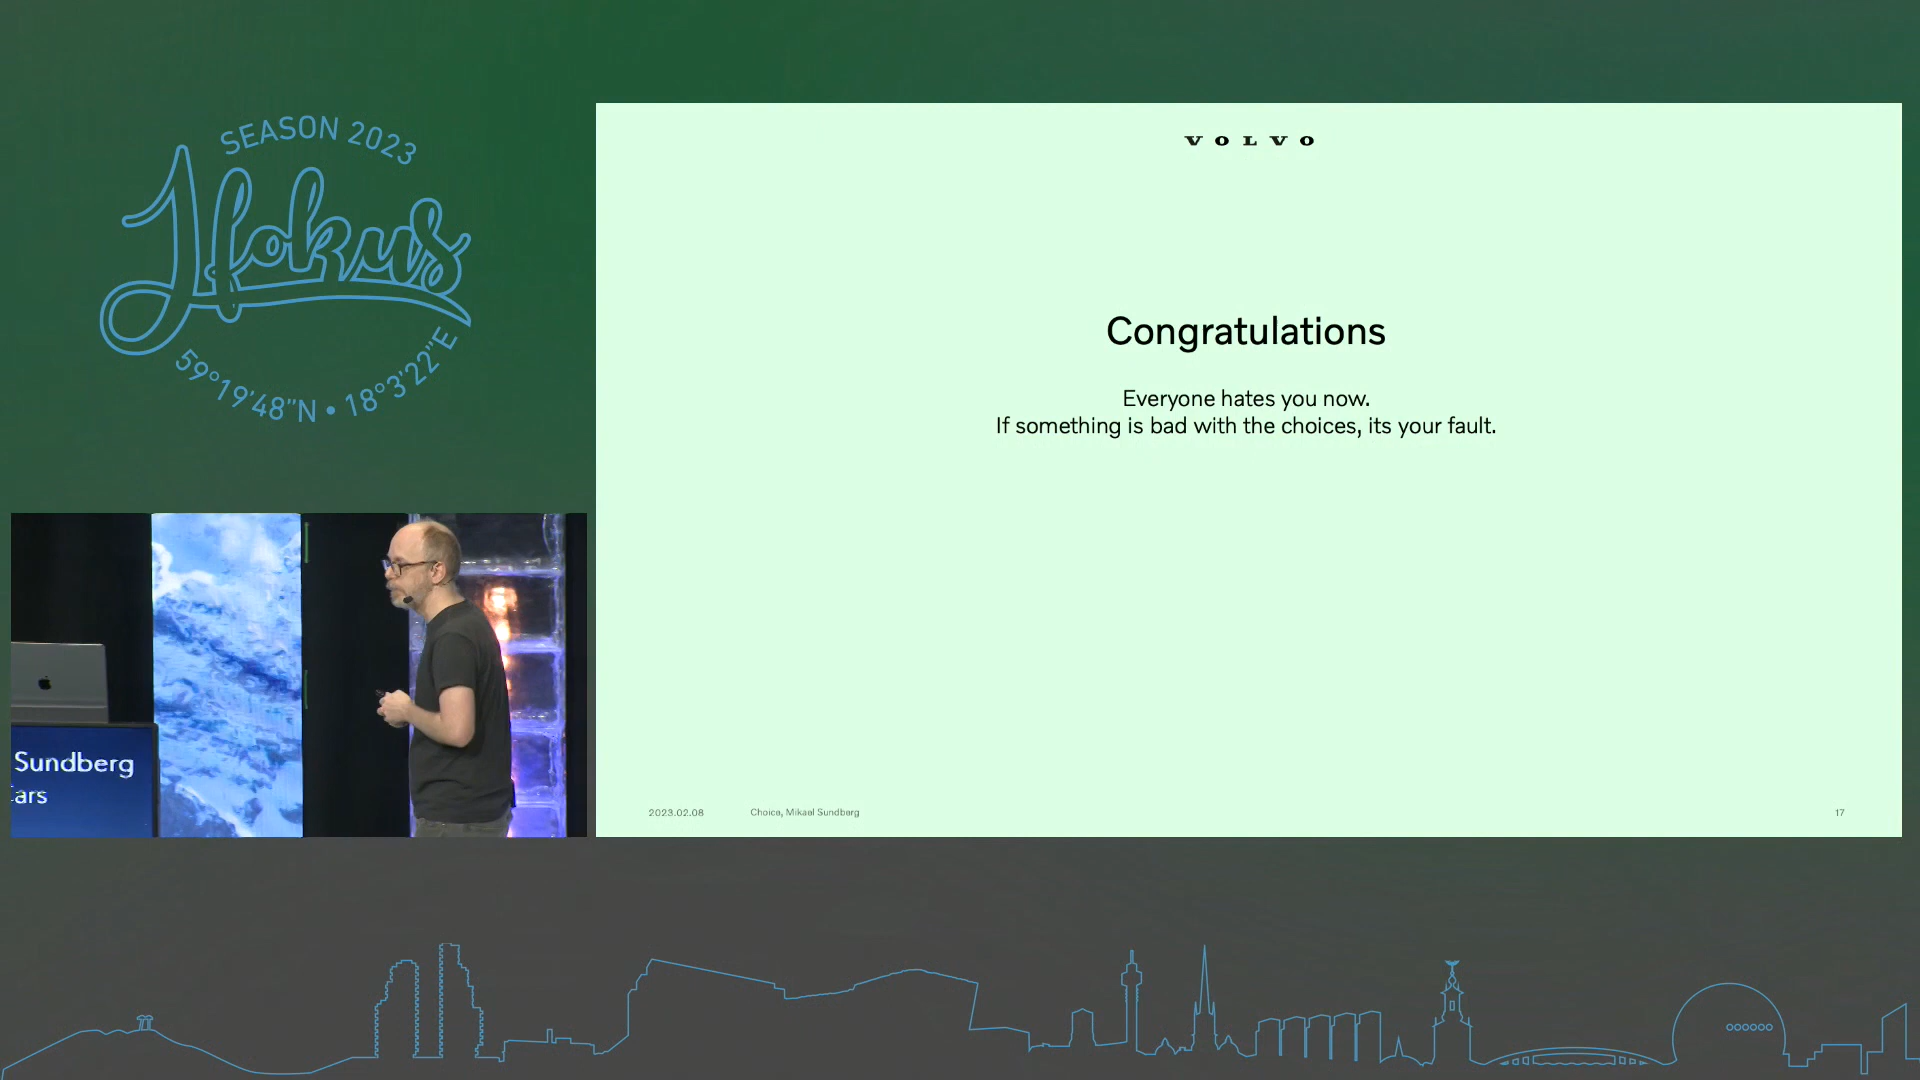 SEASON 2023
Jfokus
59°19'48"N • 18°3'22"E
VOLVO
Congratulations
Everyone hates you now.
If something is bad with the choices, its your fault.
2023.02.08 Choice, Mikael Sundberg 17
Sundberg
Cars